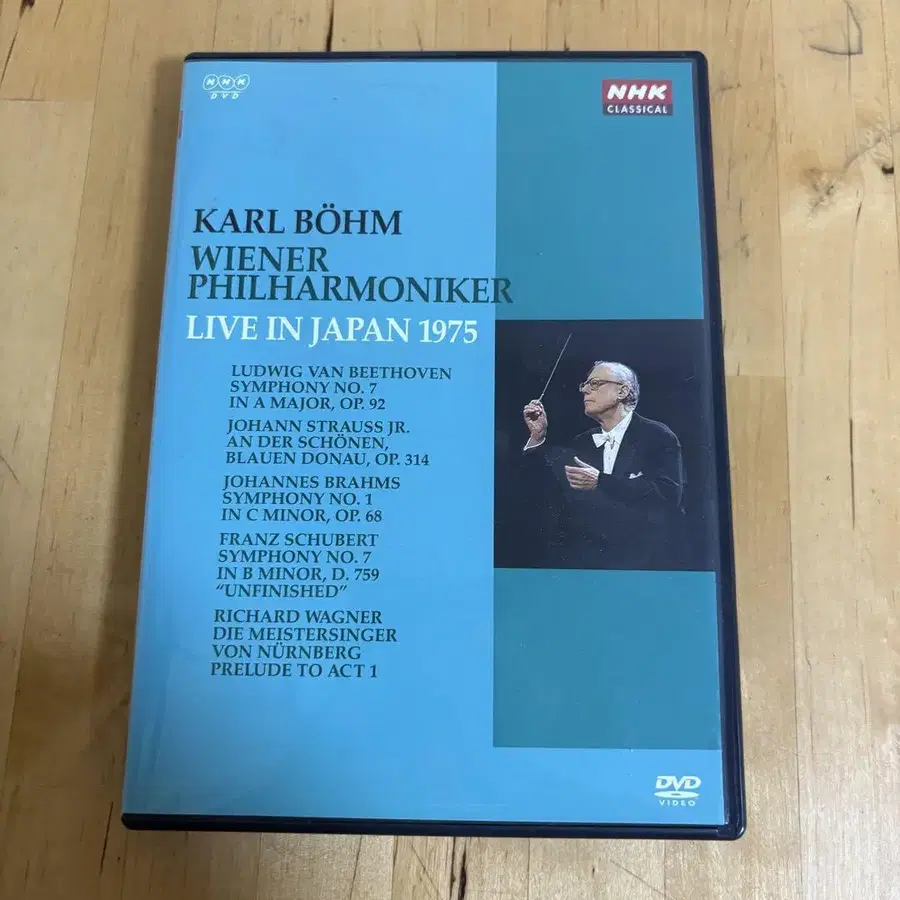 NHK
DVD
NHK
CLASSICAL
KARL BÖHM
WIENER
PHILHARMONIKER
LIVE IN JAPAN 1975
LUDWIG VAN BEETHOVEN
SYMPHONY NO. 7
IN A MAJOR, OP. 92
JOHANN STRAUSS JR.
AN DER SCHÖNEN,
BLAUEN DONAU, OP. 314
JOHANNES BRAHMS
SYMPHONY NO. 1
IN C MINOR, OP. 68
FRANZ SCHUBERT
SYMPHONY NO. 7
IN B MINOR, D. 759
“UNFINISHED”
RICHARD WAGNER
DIE MEISTERSINGER
VON NÜRNBERG
PRELUDE TO ACT 1
DVD
VIDEO